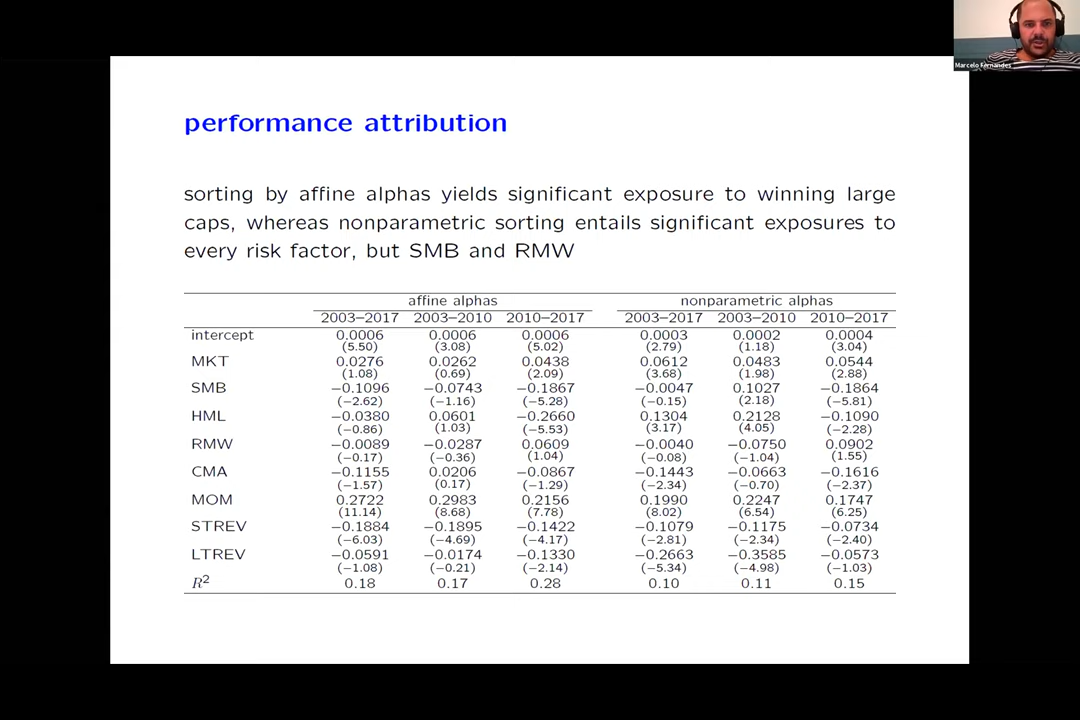 Marcelo Fernandes
performance attribution
sorting by affine alphas yields significant exposure to winning large
caps, whereas nonparametric sorting entails significant exposures to
every risk factor, but SMB and RMW
affine alphas nonparametric alphas
2003–2017 2003–2010 2010–2017 2003–2017 2003–2010 2010–2017
intercept 0.0006 0.0006 0.0006 0.0003 0.0002 0.0004
(5.50) (3.08) (5.02) (2.79) (1.18) (3.04)
MKT 0.0276 0.0262 0.0438 0.0612 0.0483 0.0544
(1.08) (0.69) (2.09) (3.68) (1.98) (2.88)
SMB −0.1096 −0.0743 −0.1867 −0.0047 0.1027 −0.1864
(−2.62) (−1.16) (−5.28) (−0.15) (2.18) (−5.81)
HML −0.0380 0.0601 −0.2660 0.1304 0.2128 −0.1090
(−0.86) (1.03) (−5.53) (3.17) (4.05) (−2.28)
RMW −0.0089 −0.0287 0.0609 −0.0040 −0.0750 0.0902
(−0.17) (−0.36) (1.04) (−0.08) (−1.04) (1.55)
CMA −0.1155 0.0206 −0.0867 −0.1443 −0.0663 −0.1616
(−1.57) (0.17) (−1.29) (−2.34) (−0.70) (−2.37)
MOM 0.2722 0.2983 0.2156 0.1990 0.2247 0.1747
(11.14) (8.68) (7.78) (8.02) (6.54) (6.25)
STREV −0.1884 −0.1895 −0.1422 −0.1079 −0.1175 −0.0734
(−6.03) (−4.69) (−4.17) (−2.81) (−2.34) (−2.40)
LTREV −0.0591 −0.0174 −0.1330 −0.2663 −0.3585 −0.0573
(−1.08) (−0.21) (−2.14) (−5.34) (−4.98) (−1.03)
R² 0.18 0.17 0.28 0.10 0.11 0.15